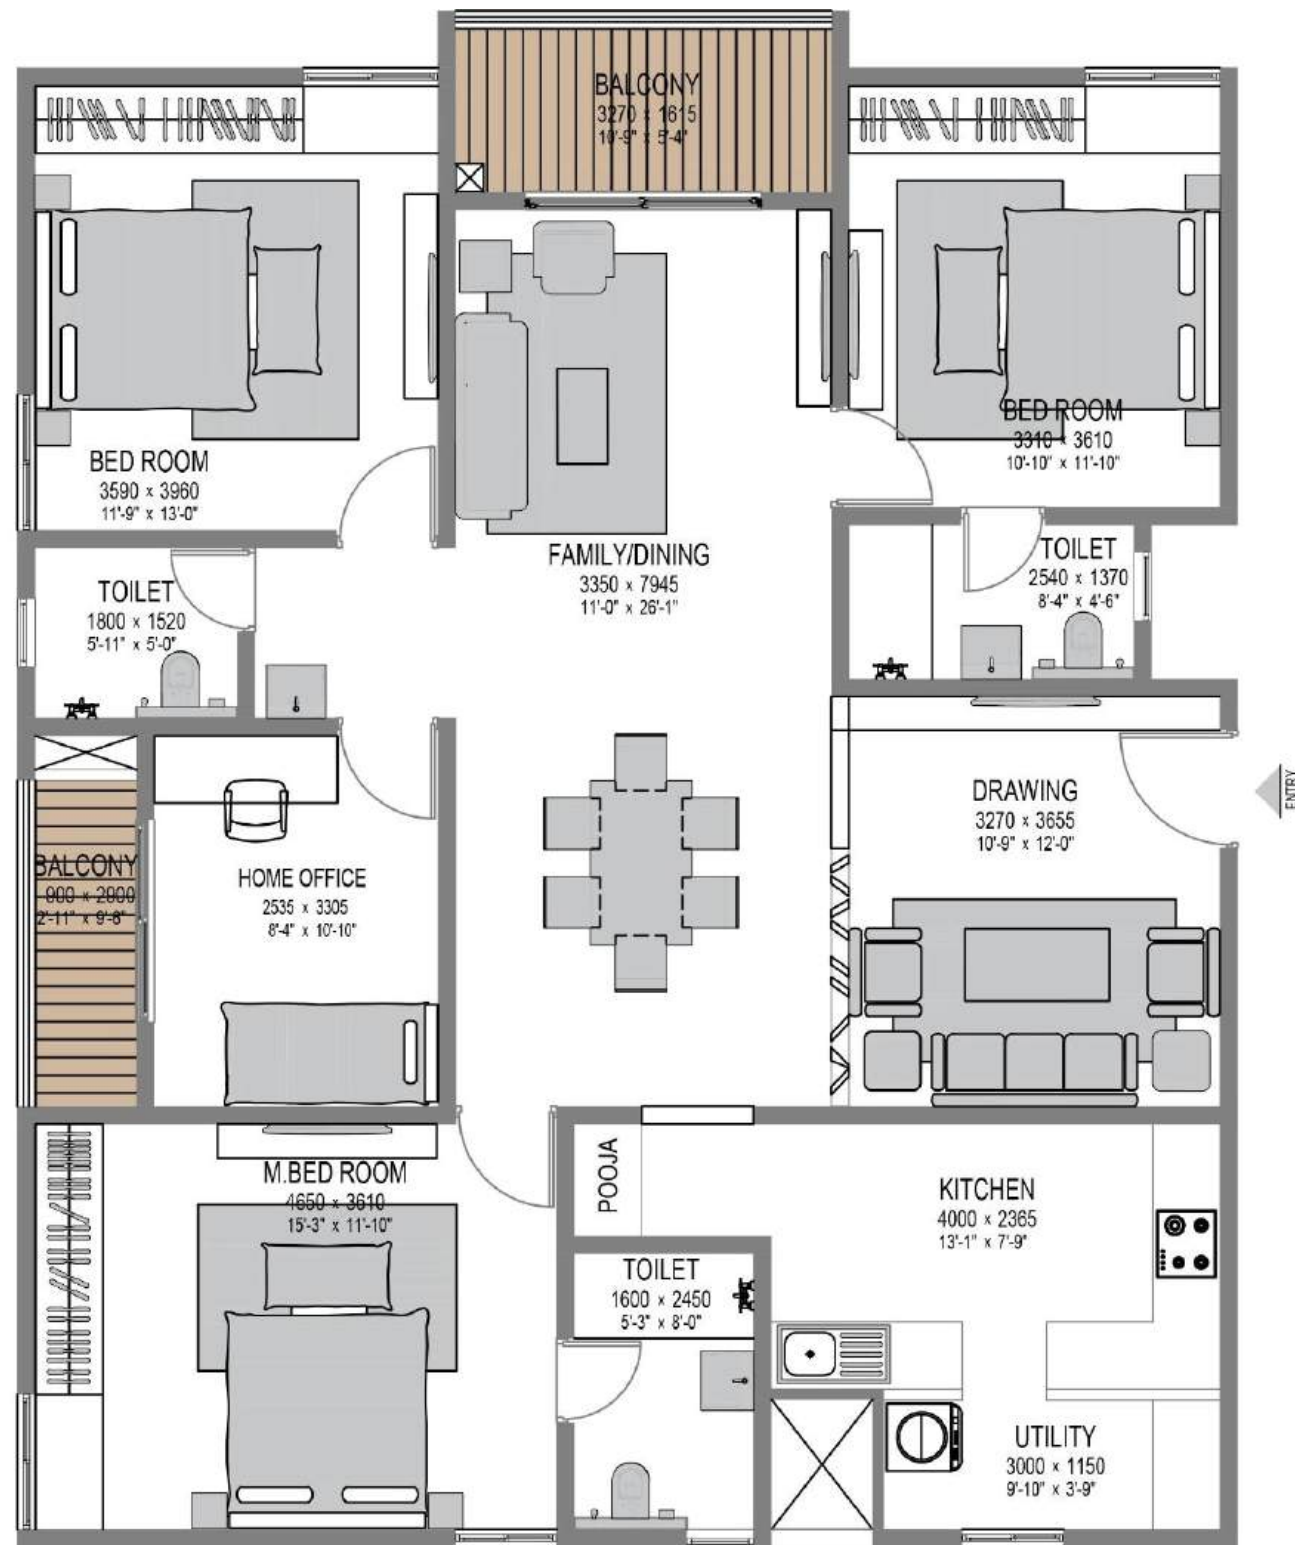 BALCONY
3270 x 1615
10'-9" x 5'-4"
BED ROOM
3590 x 3960
11'-9" x 13'-0"
BED ROOM
3310 x 3610
10'-10" x 11'-10"
FAMILY/DINING
3350 x 7945
11'-0" x 26'-1"
TOILET
1800 x 1520
5'-11" x 5'-0"
TOILET
2540 x 1370
8'-4" x 4'-6"
DRAWING
3270 x 3655
10'-9" x 12'-0"
ENTRY
BALCONY
900 x 2900
2'-11" x 9'-6"
HOME OFFICE
2535 x 3305
8'-4" x 10'-10"
M.BED ROOM
4650 x 3610
15'-3" x 11'-10"
POOJA
KITCHEN
4000 x 2365
13'-1" x 7'-9"
TOILET
1600 x 2450
5'-3" x 8'-0"
UTILITY
3000 x 1150
9'-10" x 3'-9"